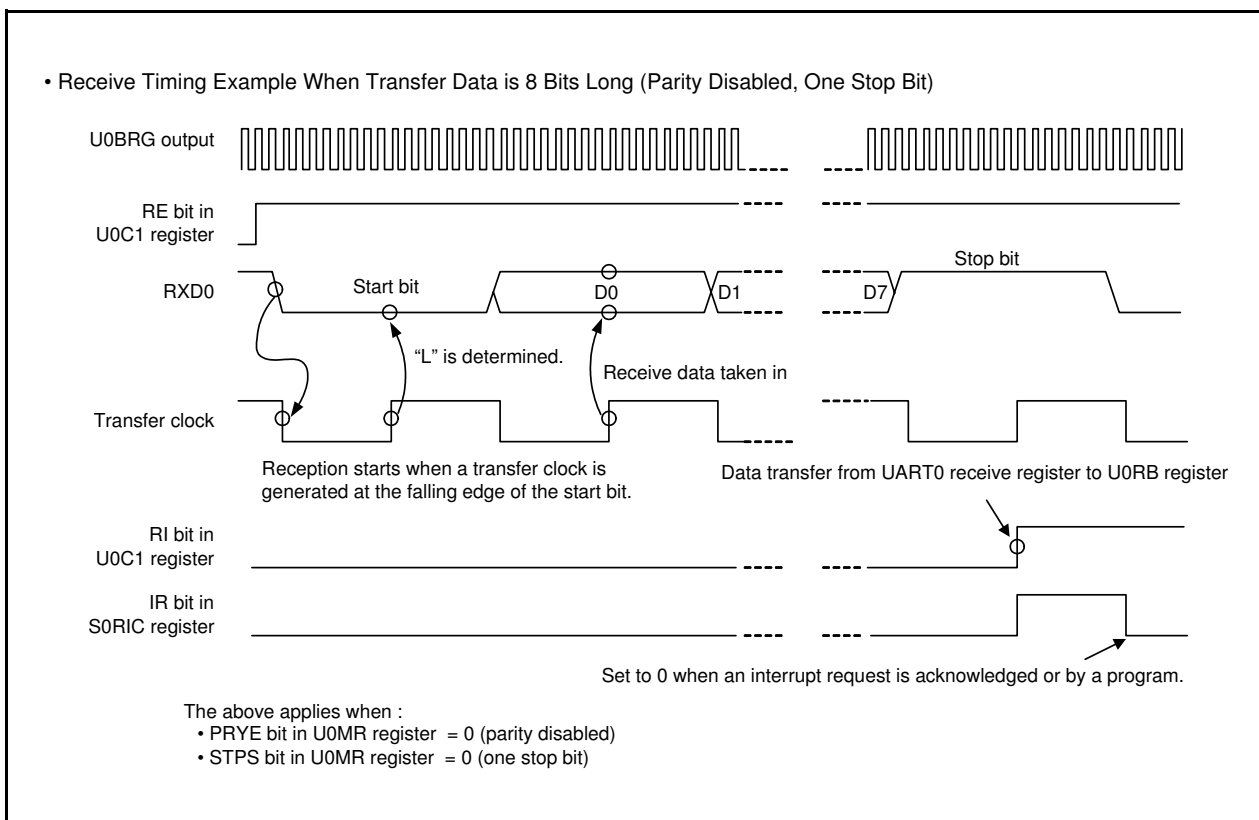 • Receive Timing Example When Transfer Data is 8 Bits Long (Parity Disabled, One Stop Bit)
U0BRG output
RE bit in
U0C1 register
RXD0
Start bit
D0
D1
D7
Stop bit
“L” is determined.
Receive data taken in
Transfer clock
Reception starts when a transfer clock is
generated at the falling edge of the start bit.
Data transfer from UART0 receive register to U0RB register
RI bit in
U0C1 register
IR bit in
S0RIC register
Set to 0 when an interrupt request is acknowledged or by a program.
The above applies when :
• PRYE bit in U0MR register = 0 (parity disabled)
• STPS bit in U0MR register = 0 (one stop bit)